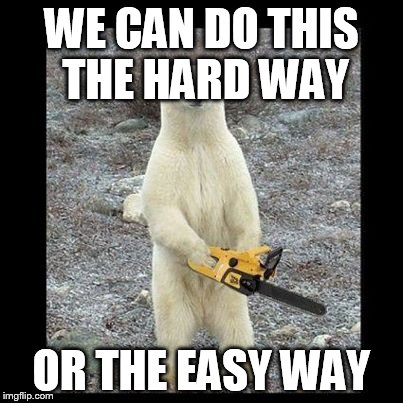 WE CAN DO THIS
THE HARD WAY
OR THE EASY WAY
imgflip.com